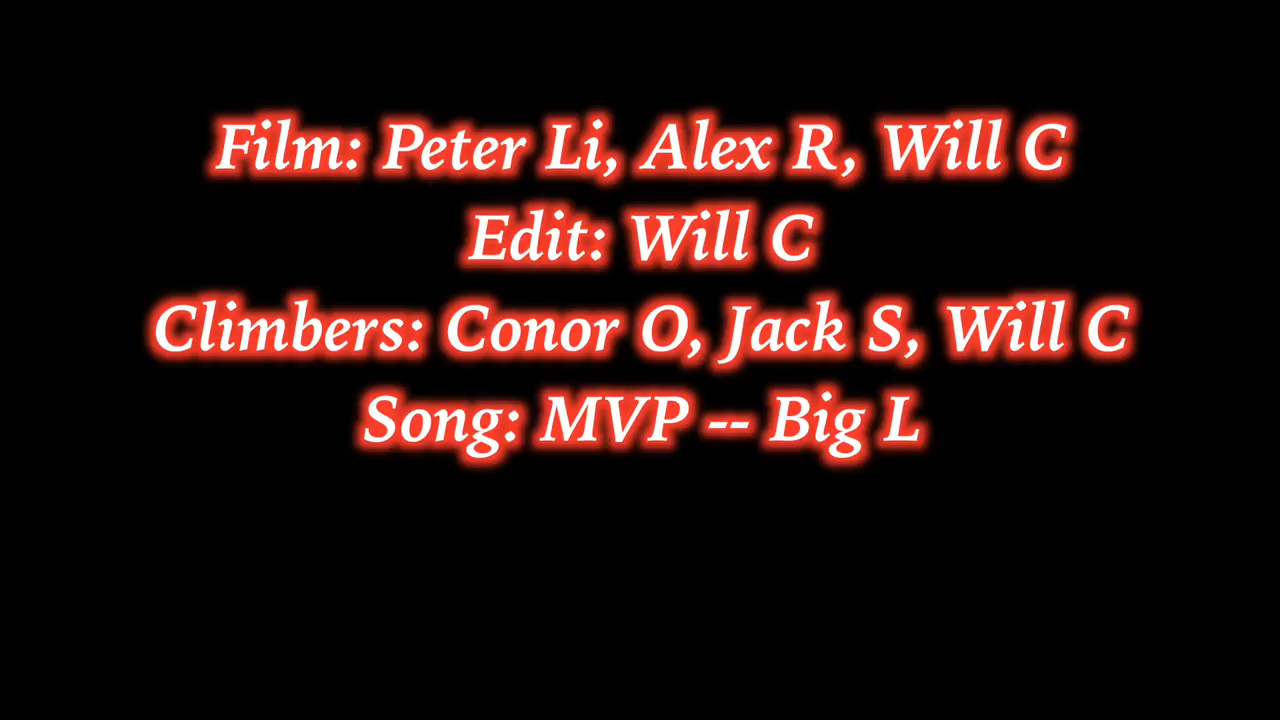 Film: Peter Li, Alex R, Will C
Edit: Will C
Climbers: Conor O, Jack S, Will C
Song: MVP -- Big L